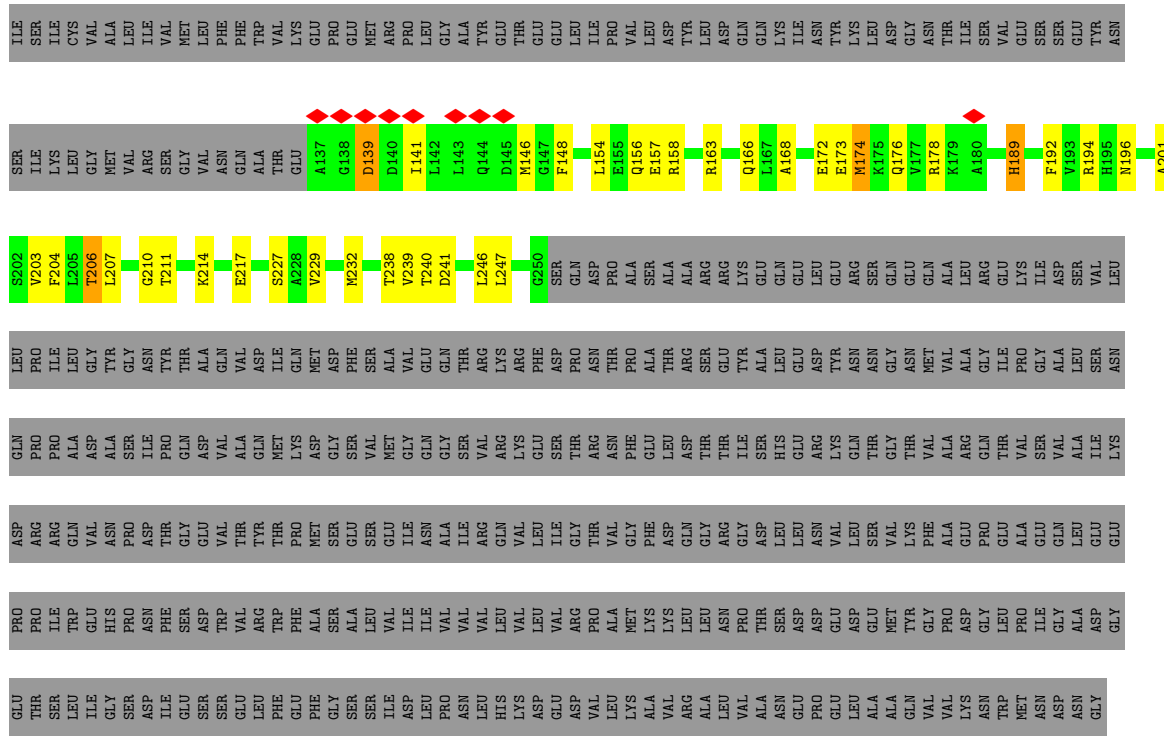 ILE SER ILE CYS VAL ALA LEU ILE VAL MET LEU PHE PHE TRP VAL LYS GLU PRO GLU MET ARG PRO LEU GLY ALA TYR GLU THR GLU GLU LEU ILE PRO VAL LEU ASP TYR LEU ASP GLN GLN LYS ILE ASN TYR LYS LEU ASP GLY ASN THR ILE SER VAL GLU SER SER GLU TYR ASN
SER ILE LYS LEU GLY MET VAL ARG SER GLY VAL ASN GLN ALA THR GLU A137 G138 D139 D140 I141 L142 L143 Q144 D145 M146 G147 F148 L154 E155 Q156 E157 R158 R163 Q166 L167 A168 E172 E173 M174 K175 Q176 V177 R178 K179 A180 H189 F192 V193 R194 H195 N196 A201
S202 V203 F204 L205 T206 L207 G210 T211 K214 E217 S227 A228 V229 M232 T238 V239 T240 D241 L246 L247 G250 SER GLN ASP PRO ALA SER ALA ALA ARG ARG LYS GLU GLN GLU LEU GLU ARG SER GLN GLU GLN ALA LEU ARG GLU LYS ILE ASP SER VAL LEU
LEU PRO ILE LEU GLY TYR GLY ASN TYR THR ALA GLN VAL ASP ILE GLN MET ASP PHE SER ALA VAL GLU GLN THR ARG LYS ARG PHE ASP PRO ASN THR PRO ALA THR ARG SER GLU TYR ALA LEU GLU ASP TYR ASN ASN GLY ASN MET VAL ALA GLY ILE PRO GLY ALA LEU SER ASN
GLN PRO PRO ALA ASP ALA SER ILE PRO GLN ASP VAL ALA GLN MET LYS ASP GLY SER VAL MET GLY GLN GLY SER VAL ARG LYS GLU SER THR ARG ASN PHE GLU LEU ASP THR THR ILE SER HIS GLU ARG LYS GLN THR GLY THR VAL ALA ARG GLN THR VAL SER VAL ALA ILE LYS
ASP ARG ARG GLN VAL ASN PRO ASP THR GLY GLU VAL THR TYR THR PRO MET SER GLU SER GLU ILE ASN ALA ILE ARG GLN VAL LEU ILE GLY THR VAL GLY PHE ASP GLN GLY ARG GLY ASP LEU LEU ASN VAL LEU SER VAL LYS PHE ALA GLU PRO GLU ALA GLU GLN LEU GLU GLU
PRO PRO ILE TRP GLU HIS PRO ASN PHE SER ASP TRP VAL ARG TRP PHE ALA SER ALA LEU VAL ILE ILE VAL VAL VAL LEU VAL LEU VAL ARG PRO ALA MET LYS LYS LEU LEU ASN PRO THR SER ASP ASP GLU ASP GLU MET TYR GLY PRO ASP GLY LEU PRO ILE GLY ALA ASP GLY
GLU THR SER LEU ILE GLY SER ASP ILE GLU SER SER GLU LEU PHE GLU PHE GLY SER SER ILE ASP LEU PRO ASN LEU HIS LYS ASP GLU ASP VAL LEU LYS ALA VAL ARG ALA LEU VAL ALA ASN GLU PRO GLU LEU ALA ALA GLN VAL VAL LYS ASN TRP MET ASN ASP ASN GLY